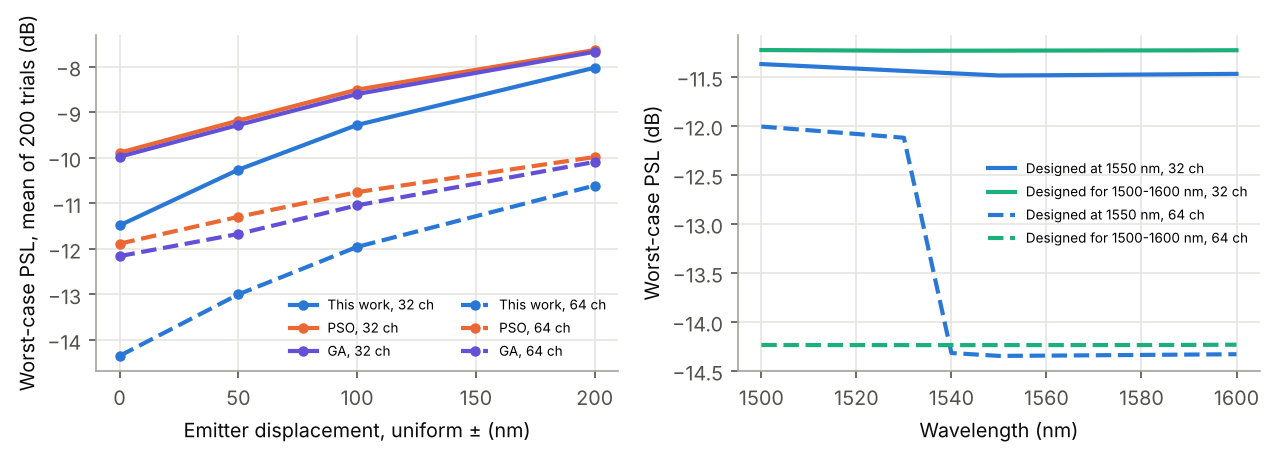 Worst-case PSL, mean of 200 trials (dB)
−8
−9
−10
−11
−12
−13
−14
0
50
100
150
200
Emitter displacement, uniform ± (nm)
This work, 32 ch
PSO, 32 ch
GA, 32 ch
This work, 64 ch
PSO, 64 ch
GA, 64 ch
Worst-case PSL (dB)
−11.5
−12.0
−12.5
−13.0
−13.5
−14.0
−14.5
1500
1520
1540
1560
1580
1600
Wavelength (nm)
Designed at 1550 nm, 32 ch
Designed for 1500-1600 nm, 32 ch
Designed at 1550 nm, 64 ch
Designed for 1500-1600 nm, 64 ch